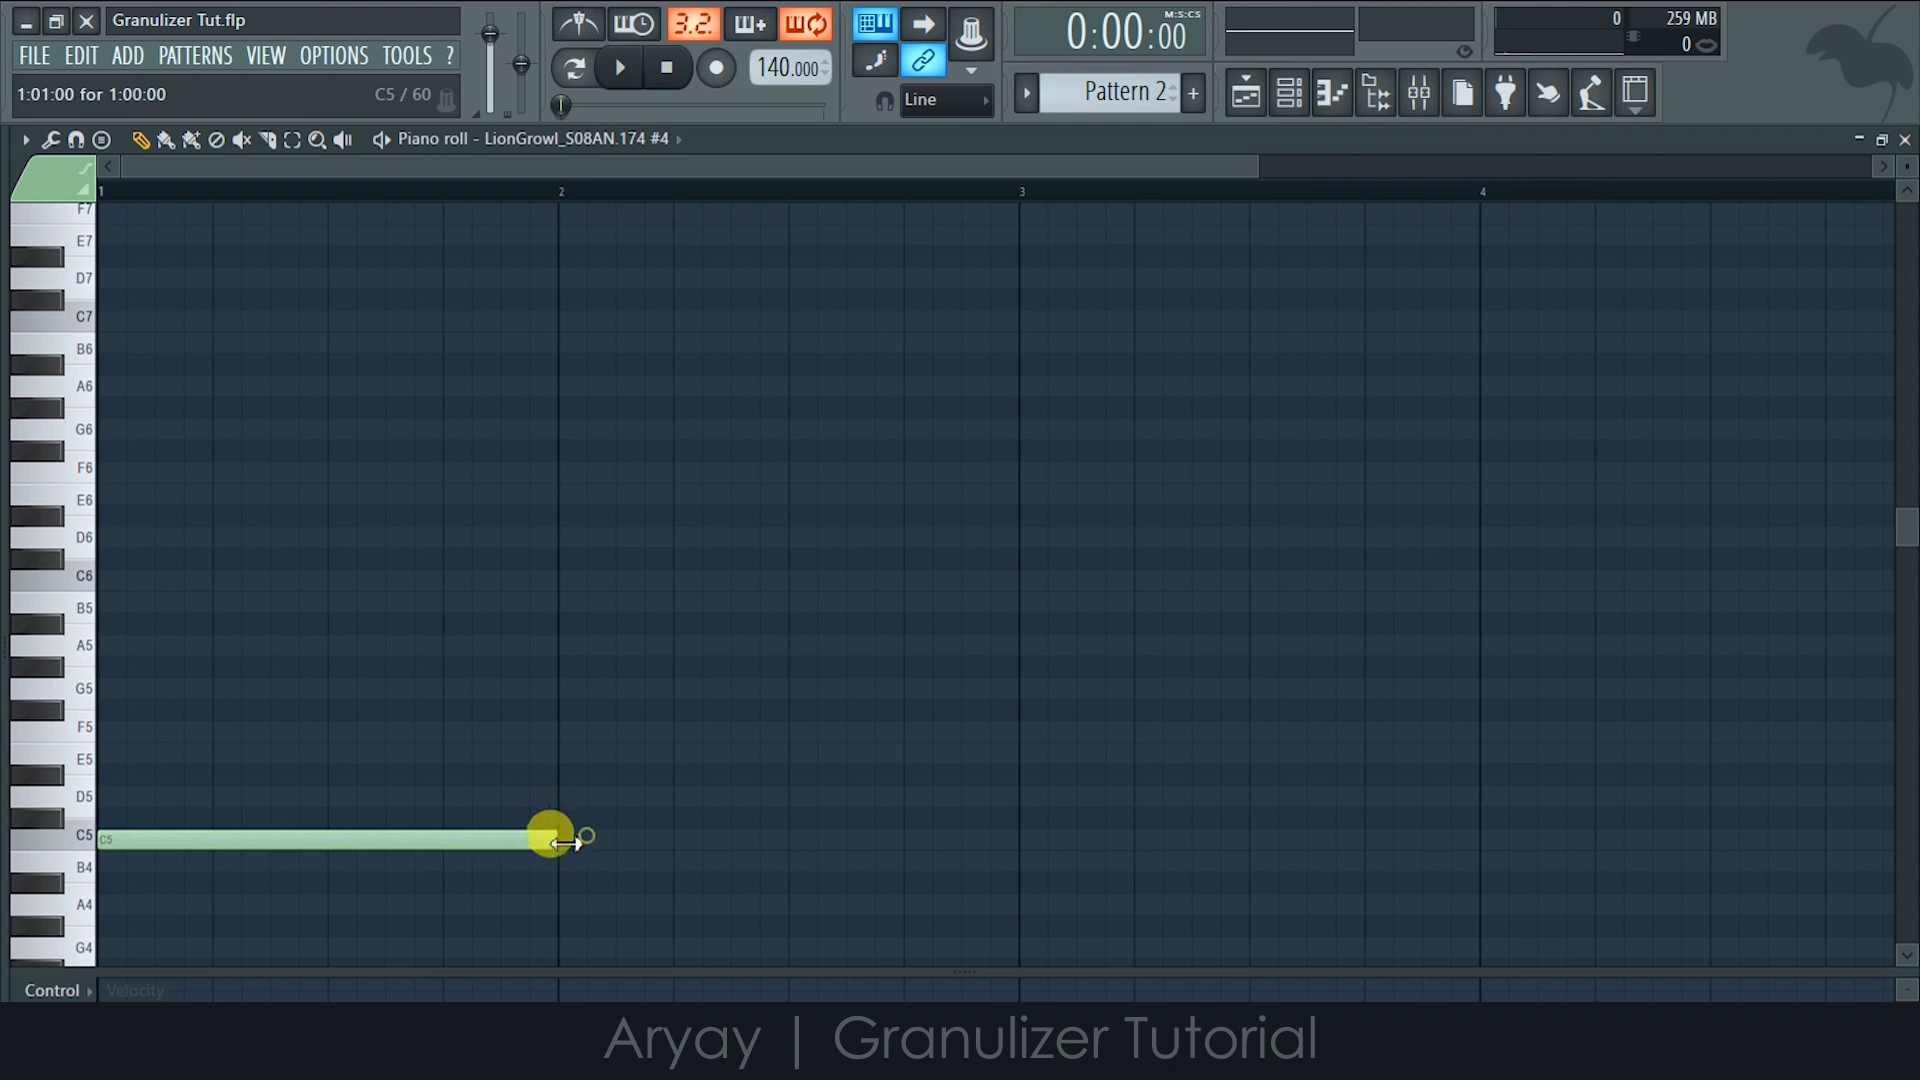 Granulizer Tut.flp
FILE EDIT ADD PATTERNS VIEW OPTIONS TOOLS ?
1:01:00 for 1:00:00 C5 / 60
3.2.
140.000
Line
0:00:00
M:S:CS
Pattern 2
0 259 MB
0
Piano roll - LionGrowl_S08AN.174 #4
1 2 3 4
F7
E7
D7
C7
B6
A6
G6
F6
E6
D6
C6
B5
A5
G5
F5
E5
D5
C5 C5
B4
A4
G4
Control Velocity
Aryay | Granulizer Tutorial